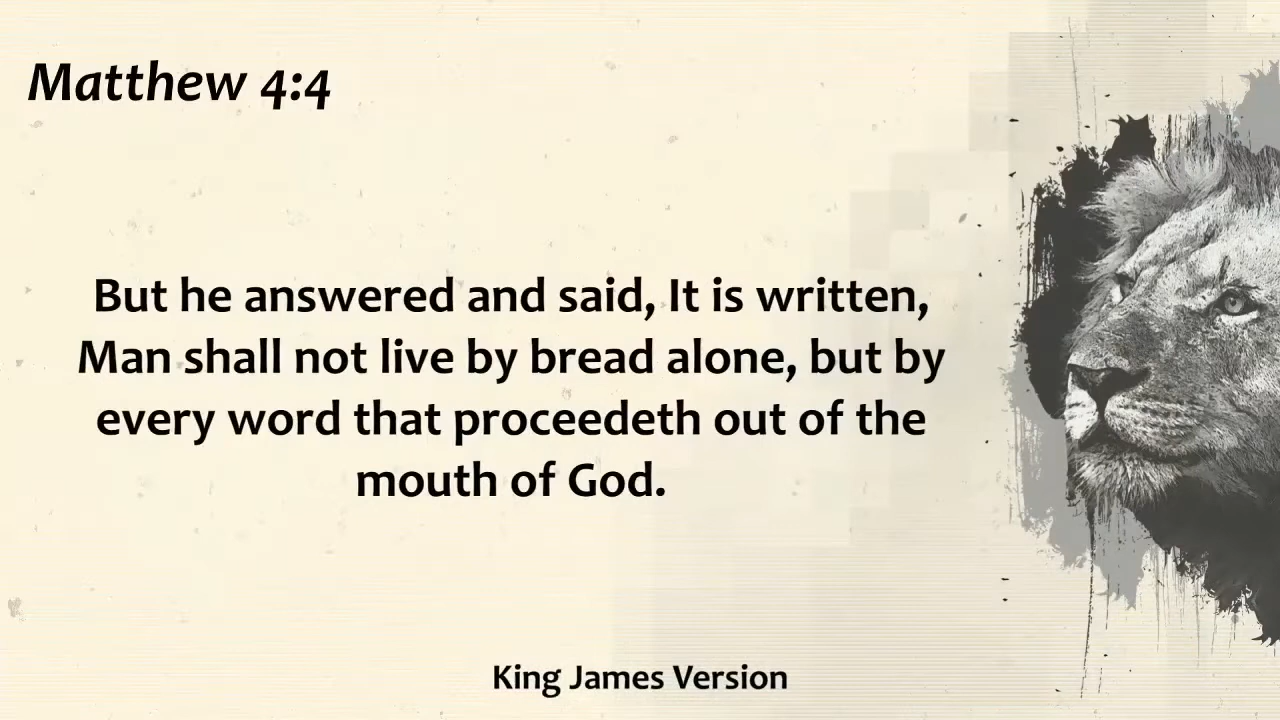 Matthew 4:4
But he answered and said, It is written,
Man shall not live by bread alone, but by
every word that proceedeth out of the
mouth of God.
King James Version